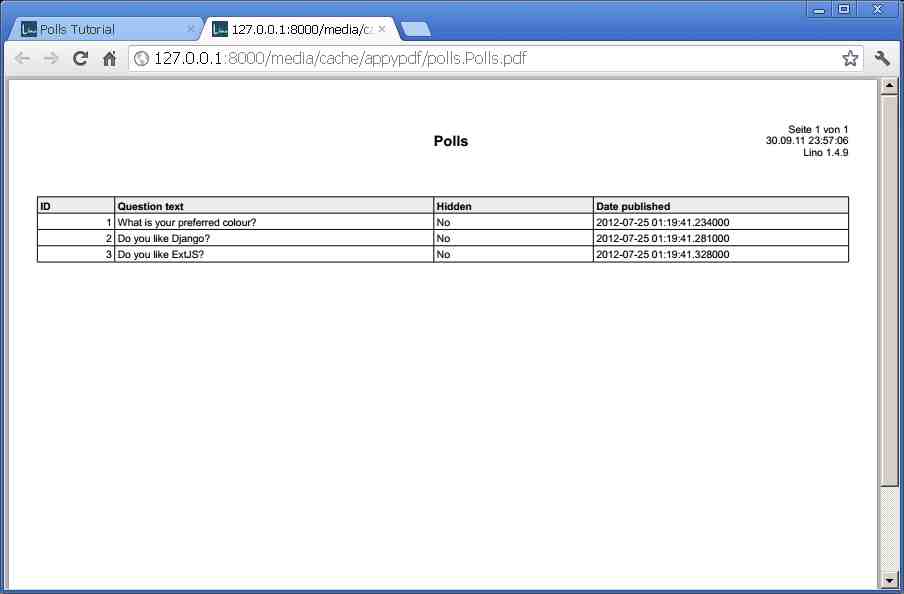 Polls Tutorial
127.0.0.1:8000/media/ca
127.0.0.1:8000/media/cache/appypdf/polls.Polls.pdf
Seite 1 von 1
Polls
30.09.11 23:57:06
Lino 1.4.9
ID Question text Hidden Date published
1 What is your preferred colour? No 2012-07-25 01:19:41.234000
2 Do you like Django? No 2012-07-25 01:19:41.281000
3 Do you like ExtJS? No 2012-07-25 01:19:41.328000